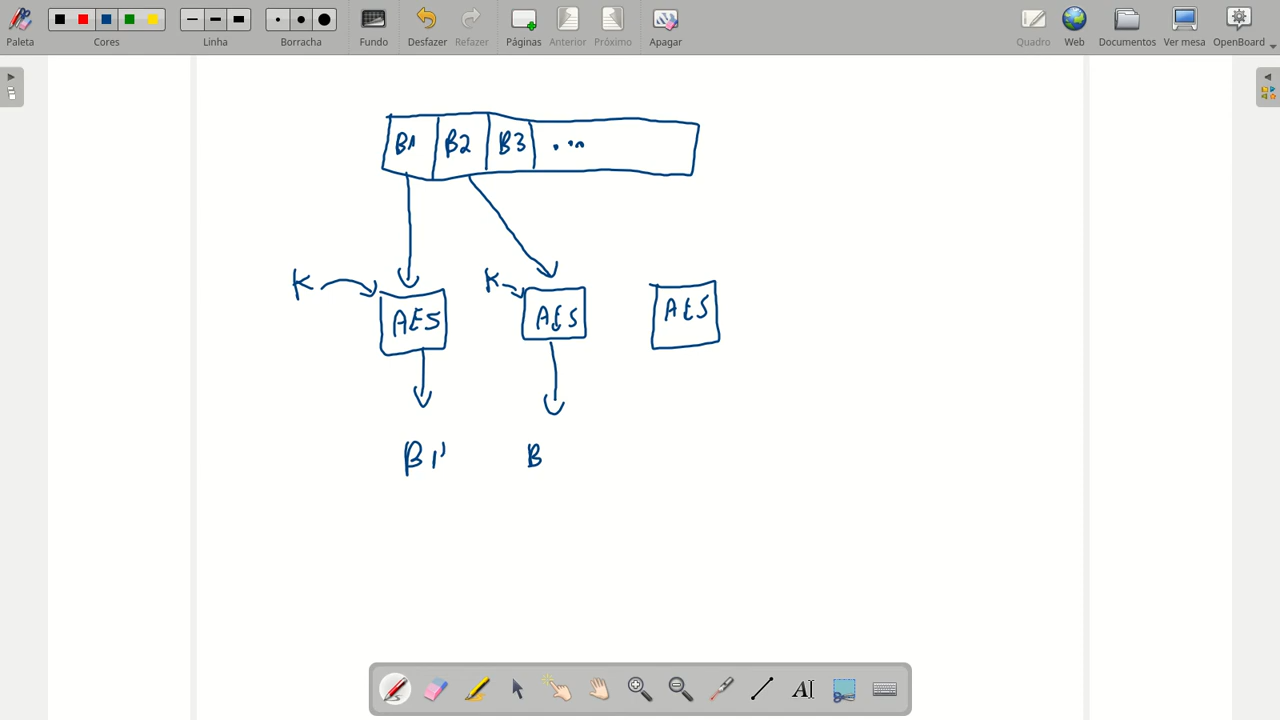 Paleta Cores Linha Borracha Fundo Desfazer Refazer Páginas Anterior Próximo Apagar Quadro Web Documentos Ver mesa OpenBoard
B1 B2 B3 ...
K K
AES AES AES
B1' B